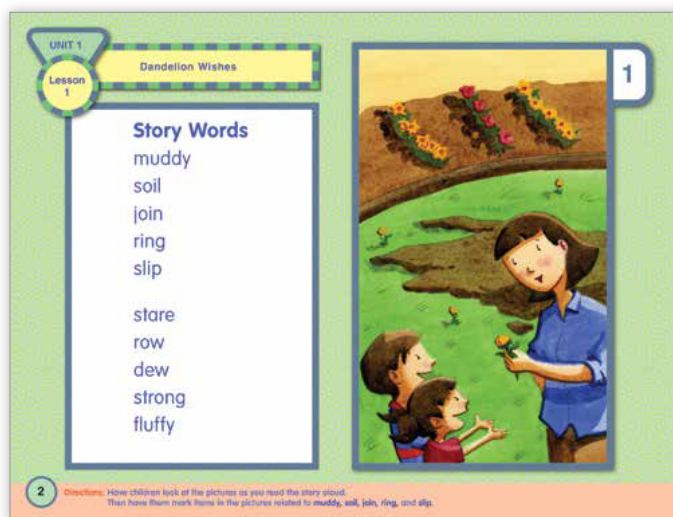 UNIT 1
Lesson
1
Dandelion Wishes
Story Words
muddy
soil
join
ring
slip
stare
row
dew
strong
fluffy
1
2
Directions: Have children look at the pictures as you read the story aloud.
Then have them mark items in the pictures related to muddy, soil, join, ring, and slip.